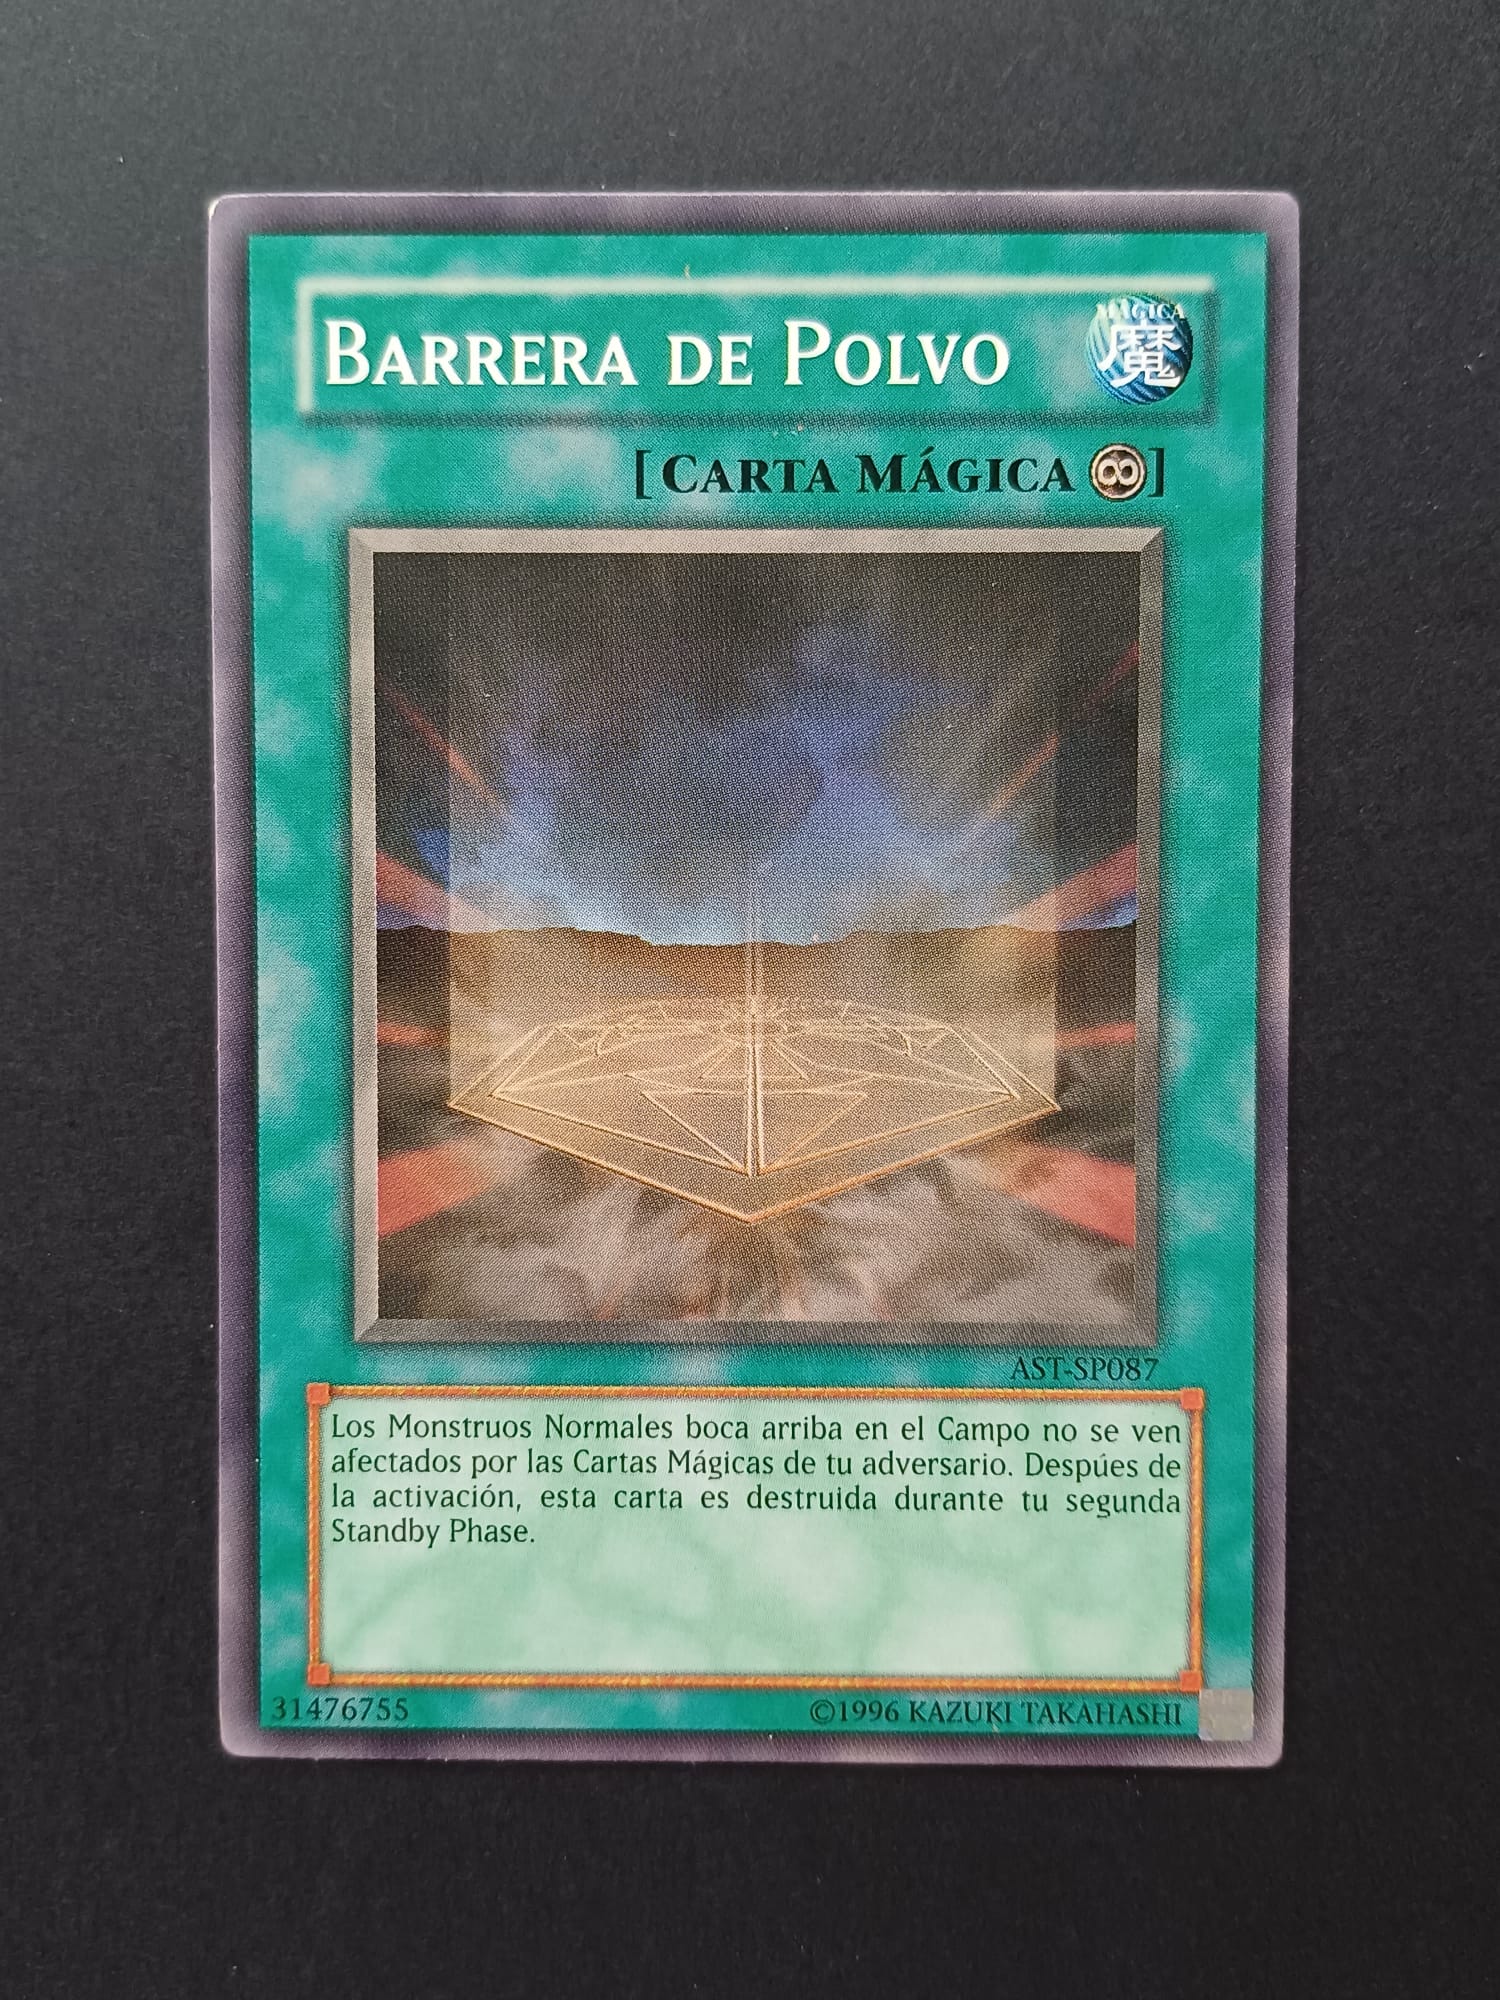 BARRERA DE POLVO
MÁGICA
魔
[CARTA MÁGICA ∞]
AST-SP087
Los Monstruos Normales boca arriba en el Campo no se ven
afectados por las Cartas Mágicas de tu adversario. Despúes de
la activación, esta carta es destruida durante tu segunda
Standby Phase.
31476755
©1996 KAZUKI TAKAHASHI